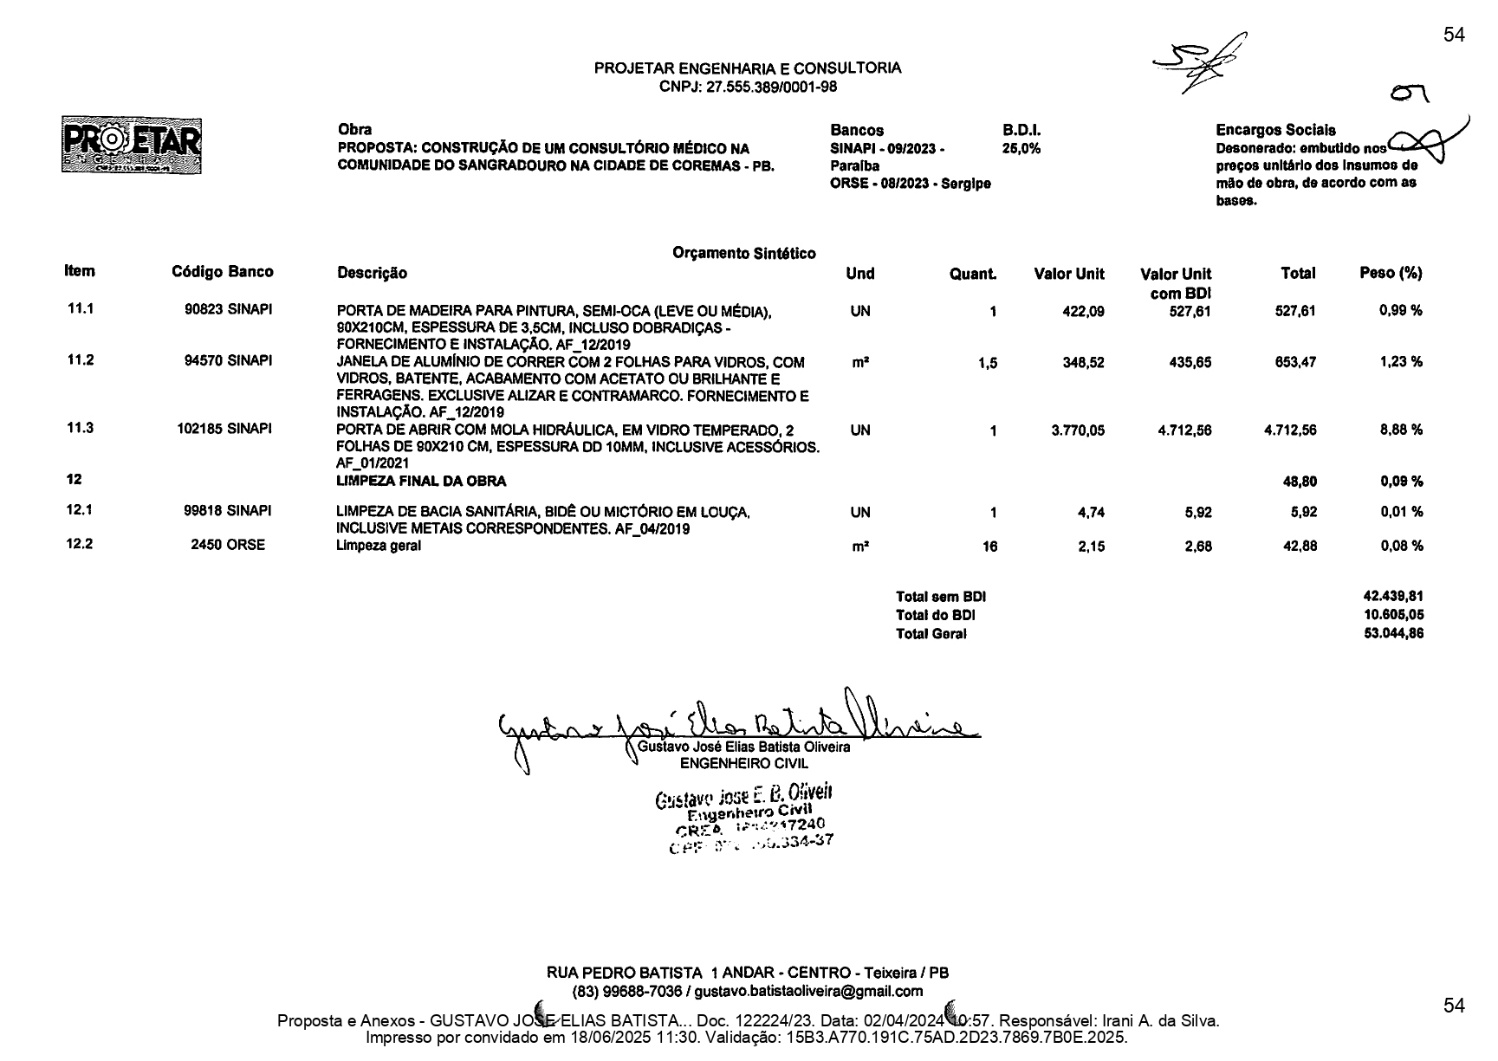 54
PROJETAR ENGENHARIA E CONSULTORIA
CNPJ: 27.555.389/0001-98
07
PROJETAR
ENGENHARIA
Obra
PROPOSTA: CONSTRUÇÃO DE UM CONSULTÓRIO MÉDICO NA
COMUNIDADE DO SANGRADOURO NA CIDADE DE COREMAS - PB.
Bancos
SINAPI - 09/2023 -
Paraíba
ORSE - 08/2023 - Sergipe
B.D.I.
25,0%
Encargos Sociais
Desonerado: embutido nos
preços unitário dos insumos de
mão de obra, de acordo com as
bases.
Orçamento Sintético
Item Código Banco Descrição Und Quant. Valor Unit Valor Unit Total Peso (%)
com BDI
11.1 90823 SINAPI PORTA DE MADEIRA PARA PINTURA, SEMI-OCA (LEVE OU MÉDIA), UN 1 422,09 527,61 527,61 0,99 %
90X210CM, ESPESSURA DE 3,5CM, INCLUSO DOBRADIÇAS -
FORNECIMENTO E INSTALAÇÃO. AF_12/2019
11.2 94570 SINAPI JANELA DE ALUMÍNIO DE CORRER COM 2 FOLHAS PARA VIDROS, COM m² 1,5 348,52 435,65 653,47 1,23 %
VIDROS, BATENTE, ACABAMENTO COM ACETATO OU BRILHANTE E
FERRAGENS. EXCLUSIVE ALIZAR E CONTRAMARCO. FORNECIMENTO E
INSTALAÇÃO. AF_12/2019
11.3 102185 SINAPI PORTA DE ABRIR COM MOLA HIDRÁULICA, EM VIDRO TEMPERADO, 2 UN 1 3.770,05 4.712,56 4.712,56 8,88 %
FOLHAS DE 90X210 CM, ESPESSURA DD 10MM, INCLUSIVE ACESSÓRIOS.
AF_01/2021
12 LIMPEZA FINAL DA OBRA 48,80 0,09 %
12.1 99818 SINAPI LIMPEZA DE BACIA SANITÁRIA, BIDÊ OU MICTÓRIO EM LOUÇA, UN 1 4,74 5,92 5,92 0,01 %
INCLUSIVE METAIS CORRESPONDENTES. AF_04/2019
12.2 2450 ORSE Limpeza geral m² 16 2,15 2,68 42,88 0,08 %
Total sem BDI 42.439,81
Total do BDI 10.605,05
Total Geral 53.044,86
Gustavo José Elias Batista Oliveira
Gustavo José Elias Batista Oliveira
ENGENHEIRO CIVIL
Gustavo Jose E. B. Oliveir
Engenheiro Civil
CREA 17240
CPF: .334-37
RUA PEDRO BATISTA 1 ANDAR - CENTRO - Teixeira / PB
(83) 99688-7036 / gustavo.batistaoliveira@gmail.com
54
Proposta e Anexos - GUSTAVO JOSE ELIAS BATISTA... Doc. 122224/23. Data: 02/04/2024 10:57. Responsável: Irani A. da Silva.
Impresso por convidado em 18/06/2025 11:30. Validação: 15B3.A770.191C.75AD.2D23.7869.7B0E.2025.